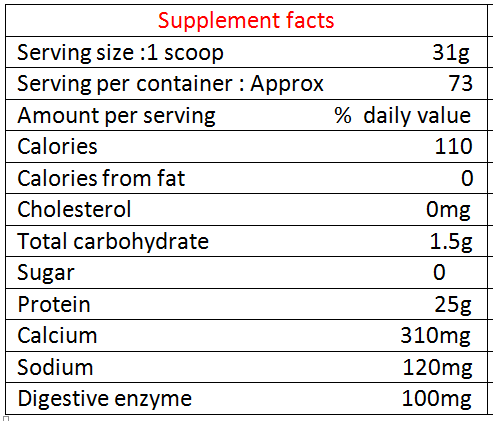 Supplement facts
Serving size :1 scoop 31g
Serving per container : Approx 73
Amount per serving % daily value
Calories 110
Calories from fat 0
Cholesterol 0mg
Total carbohydrate 1.5g
Sugar 0
Protein 25g
Calcium 310mg
Sodium 120mg
Digestive enzyme 100mg